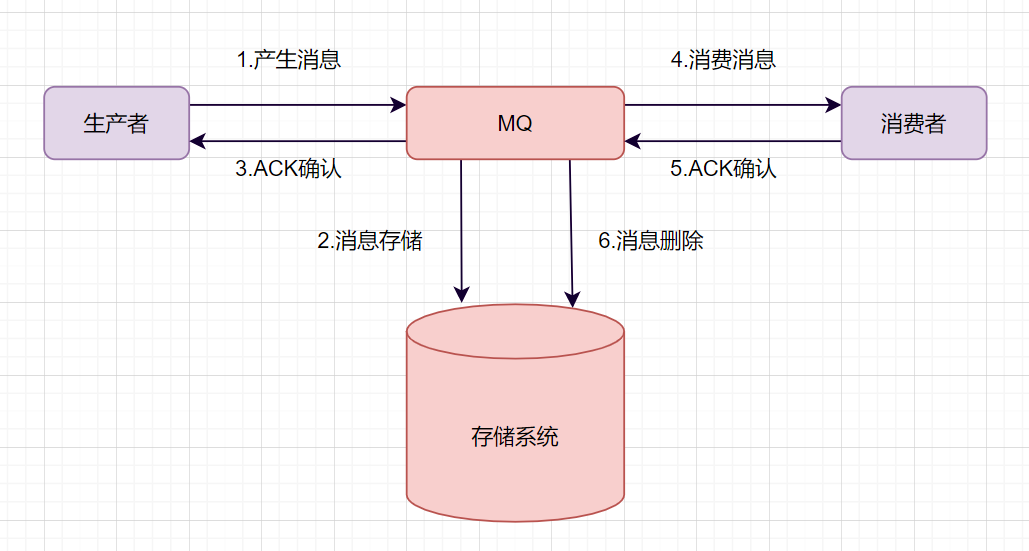 1.产生消息
4.消费消息
生产者
MQ
消费者
3.ACK确认
5.ACK确认
2.消息存储
6.消息删除
存储系统